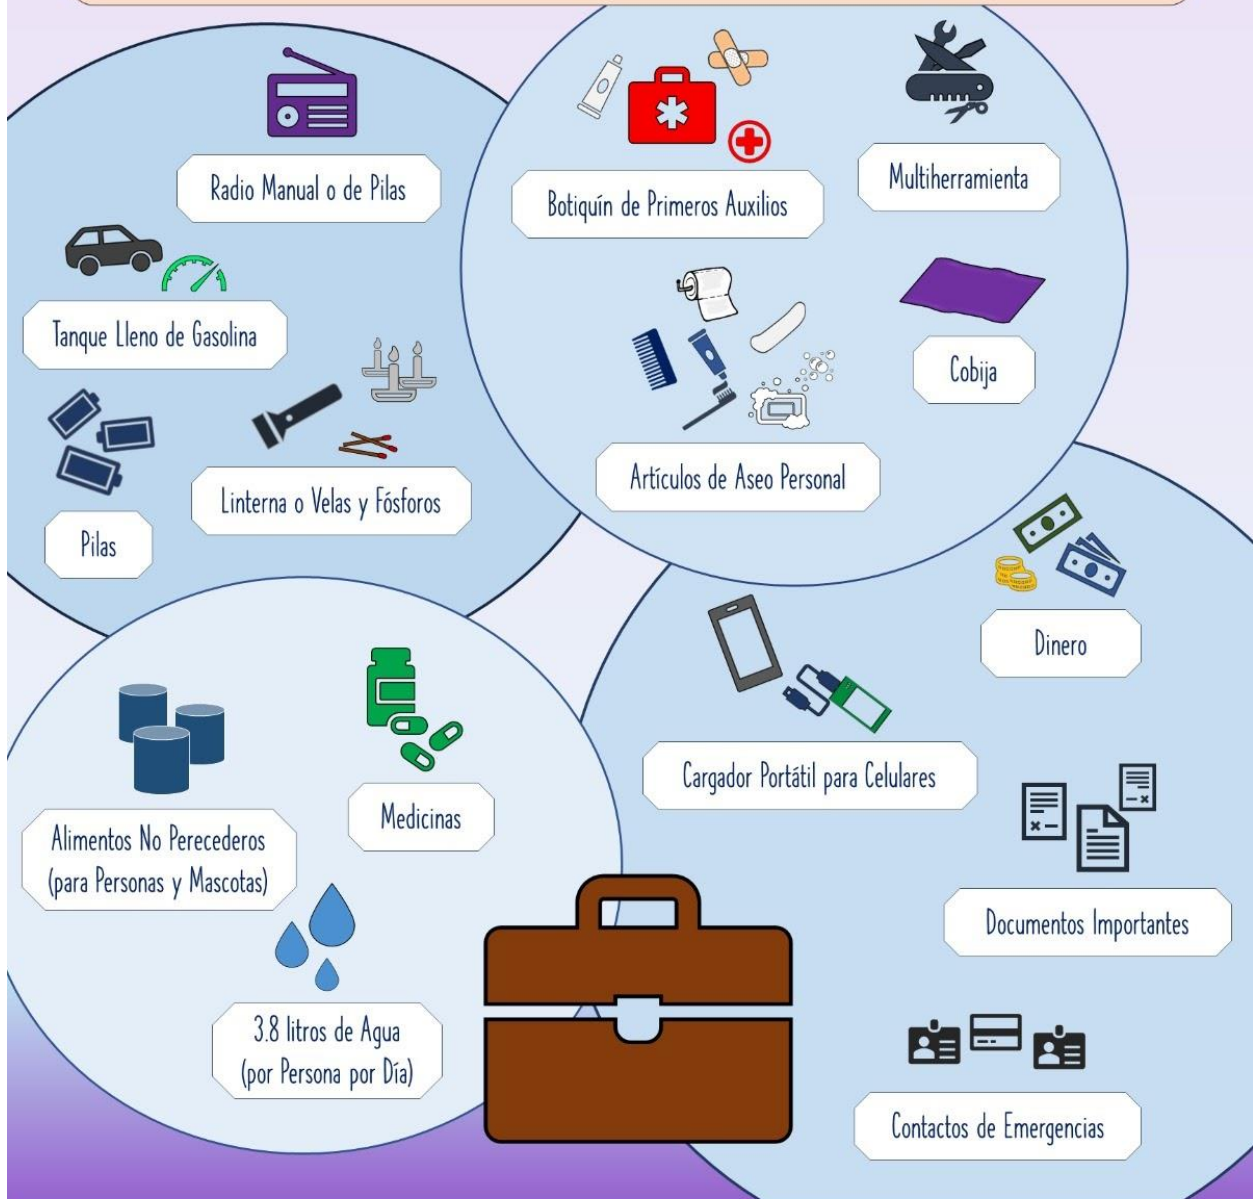 Radio Manual o de Pilas
Tanque Lleno de Gasolina
Linterna o Velas y Fósforos
Pilas
Botiquín de Primeros Auxilios
Multiherramienta
Artículos de Aseo Personal
Cobija
Alimentos No Perecederos
(para Personas y Mascotas)
Medicinas
3.8 litros de Agua
(por Persona por Día)
Dinero
Cargador Portátil para Celulares
Documentos Importantes
Contactos de Emergencias